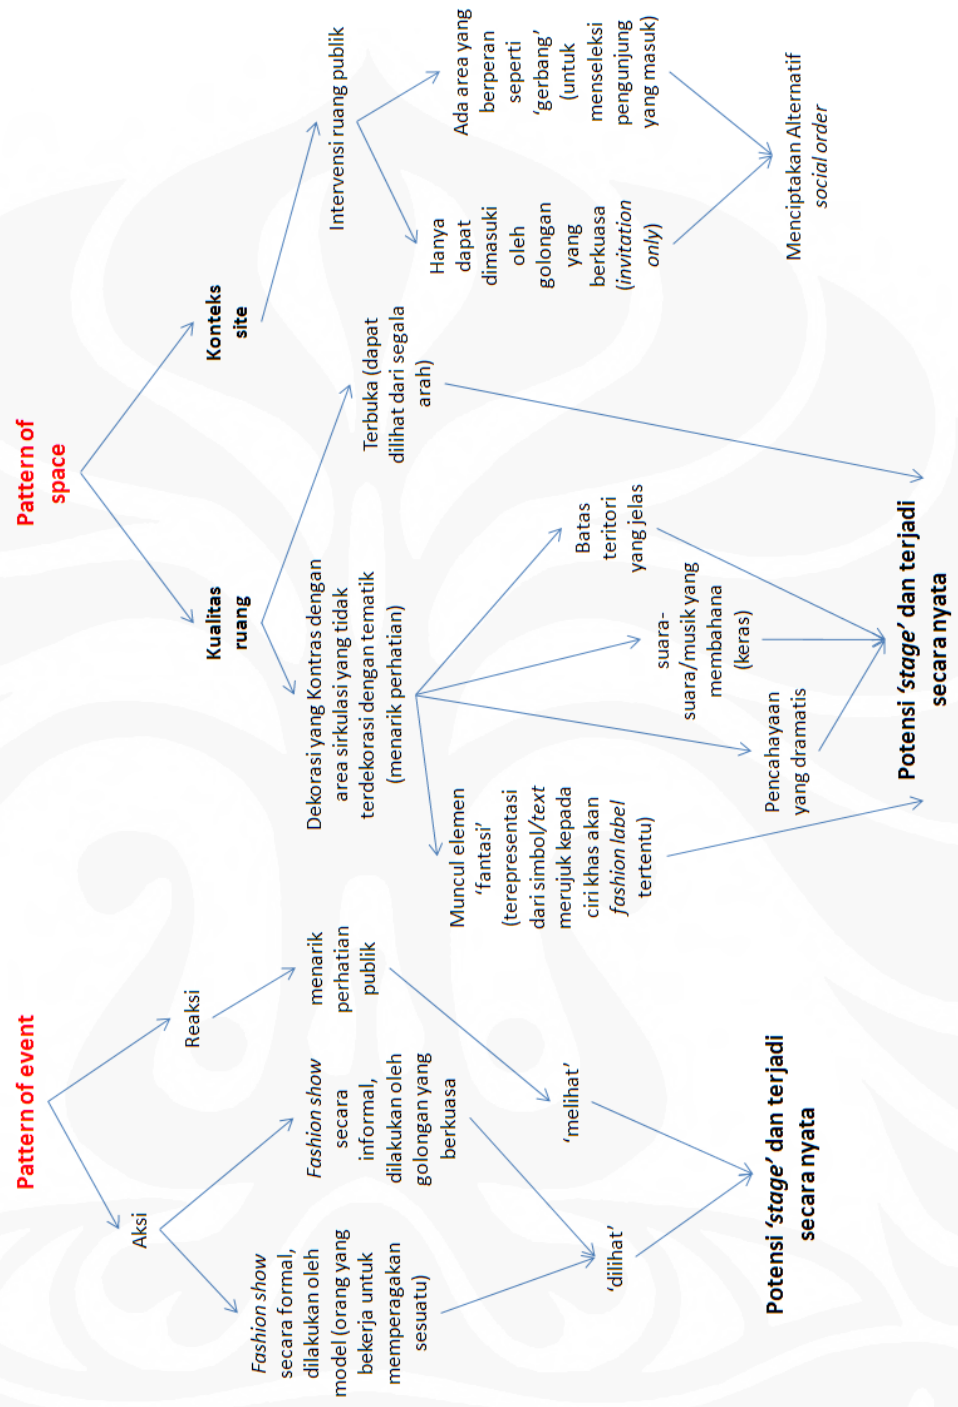 Pattern of event
Aksi
Reaksi
Fashion show
secara formal,
dilakukan oleh
model (orang yang
bekerja untuk
memperagakan
sesuatu)
Fashion show
secara
informal,
dilakukan oleh
golongan yang
berkuasa
menarik
perhatian
publik
‘dilihat’
‘melihat’
Potensi ‘stage’ dan terjadi
secara nyata
Pattern of
space
Kualitas
ruang
Konteks
site
Dekorasi yang Kontras dengan
area sirkulasi yang tidak
terdekorasi dengan tematik
(menarik perhatian)
Terbuka (dapat
dilihat dari segala
arah)
Intervensi ruang publik
Muncul elemen
‘fantasi’
(terepresentasi
dari simbol/text
merujuk kepada
ciri khas akan
fashion label
tertentu)
Pencahayaan
yang dramatis
suara-
suara/musik yang
membahana
(keras)
Batas
teritori
yang jelas
Hanya
dapat
dimasuki
oleh
golongan
yang
berkuasa
(invitation
only)
Ada area yang
berperan
seperti
‘gerbang’
(untuk
menseleksi
pengunjung
yang masuk)
Potensi ‘stage’ dan terjadi
secara nyata
Menciptakan Alternatif
social order